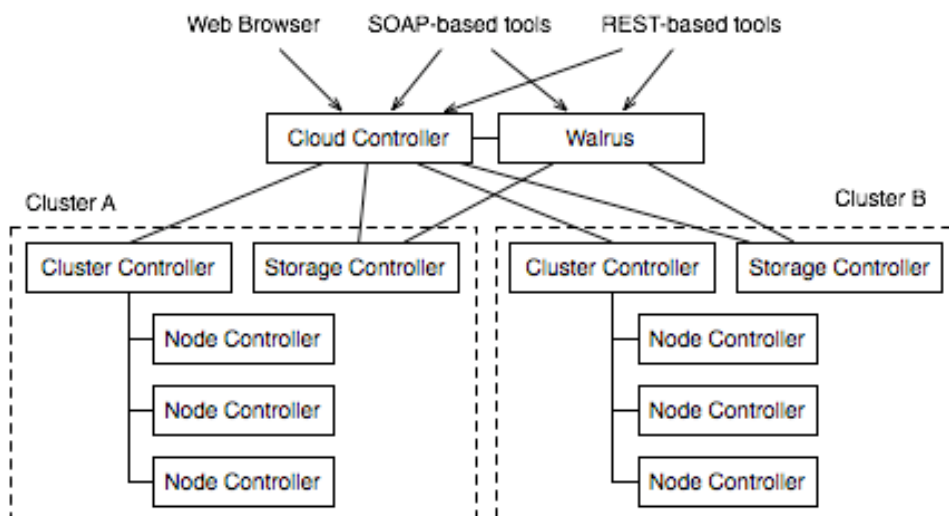 Web Browser
SOAP-based tools
REST-based tools
Cloud Controller
Walrus
Cluster A
Cluster B
Cluster Controller
Storage Controller
Cluster Controller
Storage Controller
Node Controller
Node Controller
Node Controller
Node Controller
Node Controller
Node Controller